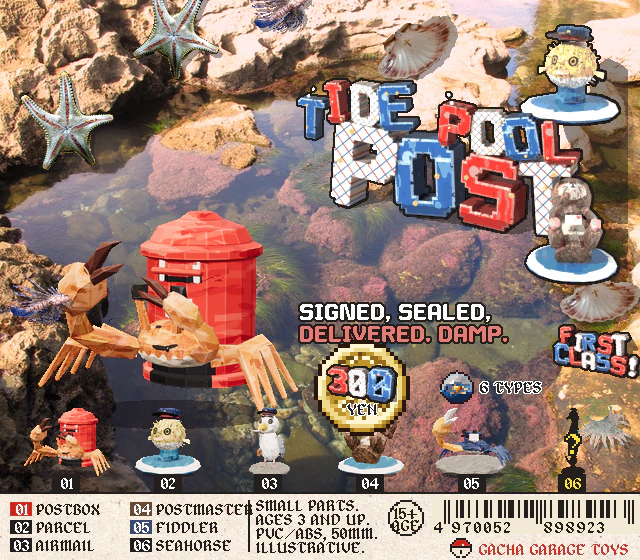 TIDE POOL
POST
SIGNED, SEALED,
DELIVERED. DAMP.
FIRST
CLASS!
300
YEN
6 TYPES
01
02
03
04
05
06
01 POSTBOX
02 PARCEL
03 AIRMAIL
04 POSTMASTER
05 FIDDLER
06 SEAHORSE
SMALL PARTS.
AGES 3 AND UP.
PVC/ABS, 50MM.
ILLUSTRATIVE.
15+
AGE
4 970052 898923
GACHA GARAGE TOYS